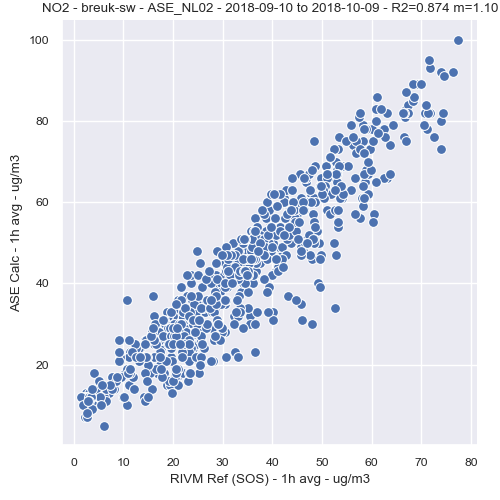 NO2 - breuk-sw - ASE_NL02 - 2018-09-10 to 2018-10-09 - R2=0.874 m=1.10
100
80
60
40
20
ASE Calc - 1h avg - ug/m3
0 10 20 30 40 50 60 70 80
RIVM Ref (SOS) - 1h avg - ug/m3